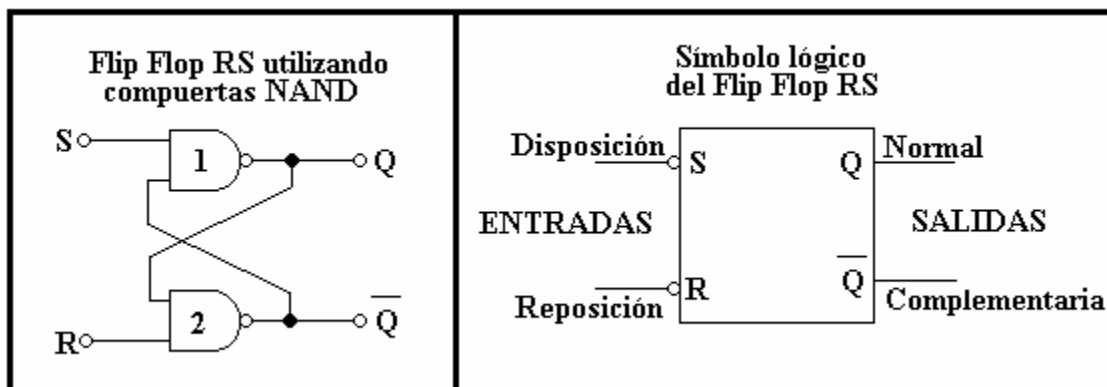 Flip Flop RS utilizando
compuertas NAND
S
1
Q
2
Q̅
R
Símbolo lógico
del Flip Flop RS
Disposición
S
Q
Normal
ENTRADAS
SALIDAS
Reposición
R
Q̅
Complementaria